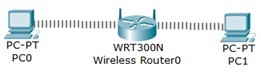 PC-PT
PC0
WRT300N
Wireless Router0
PC-PT
PC1